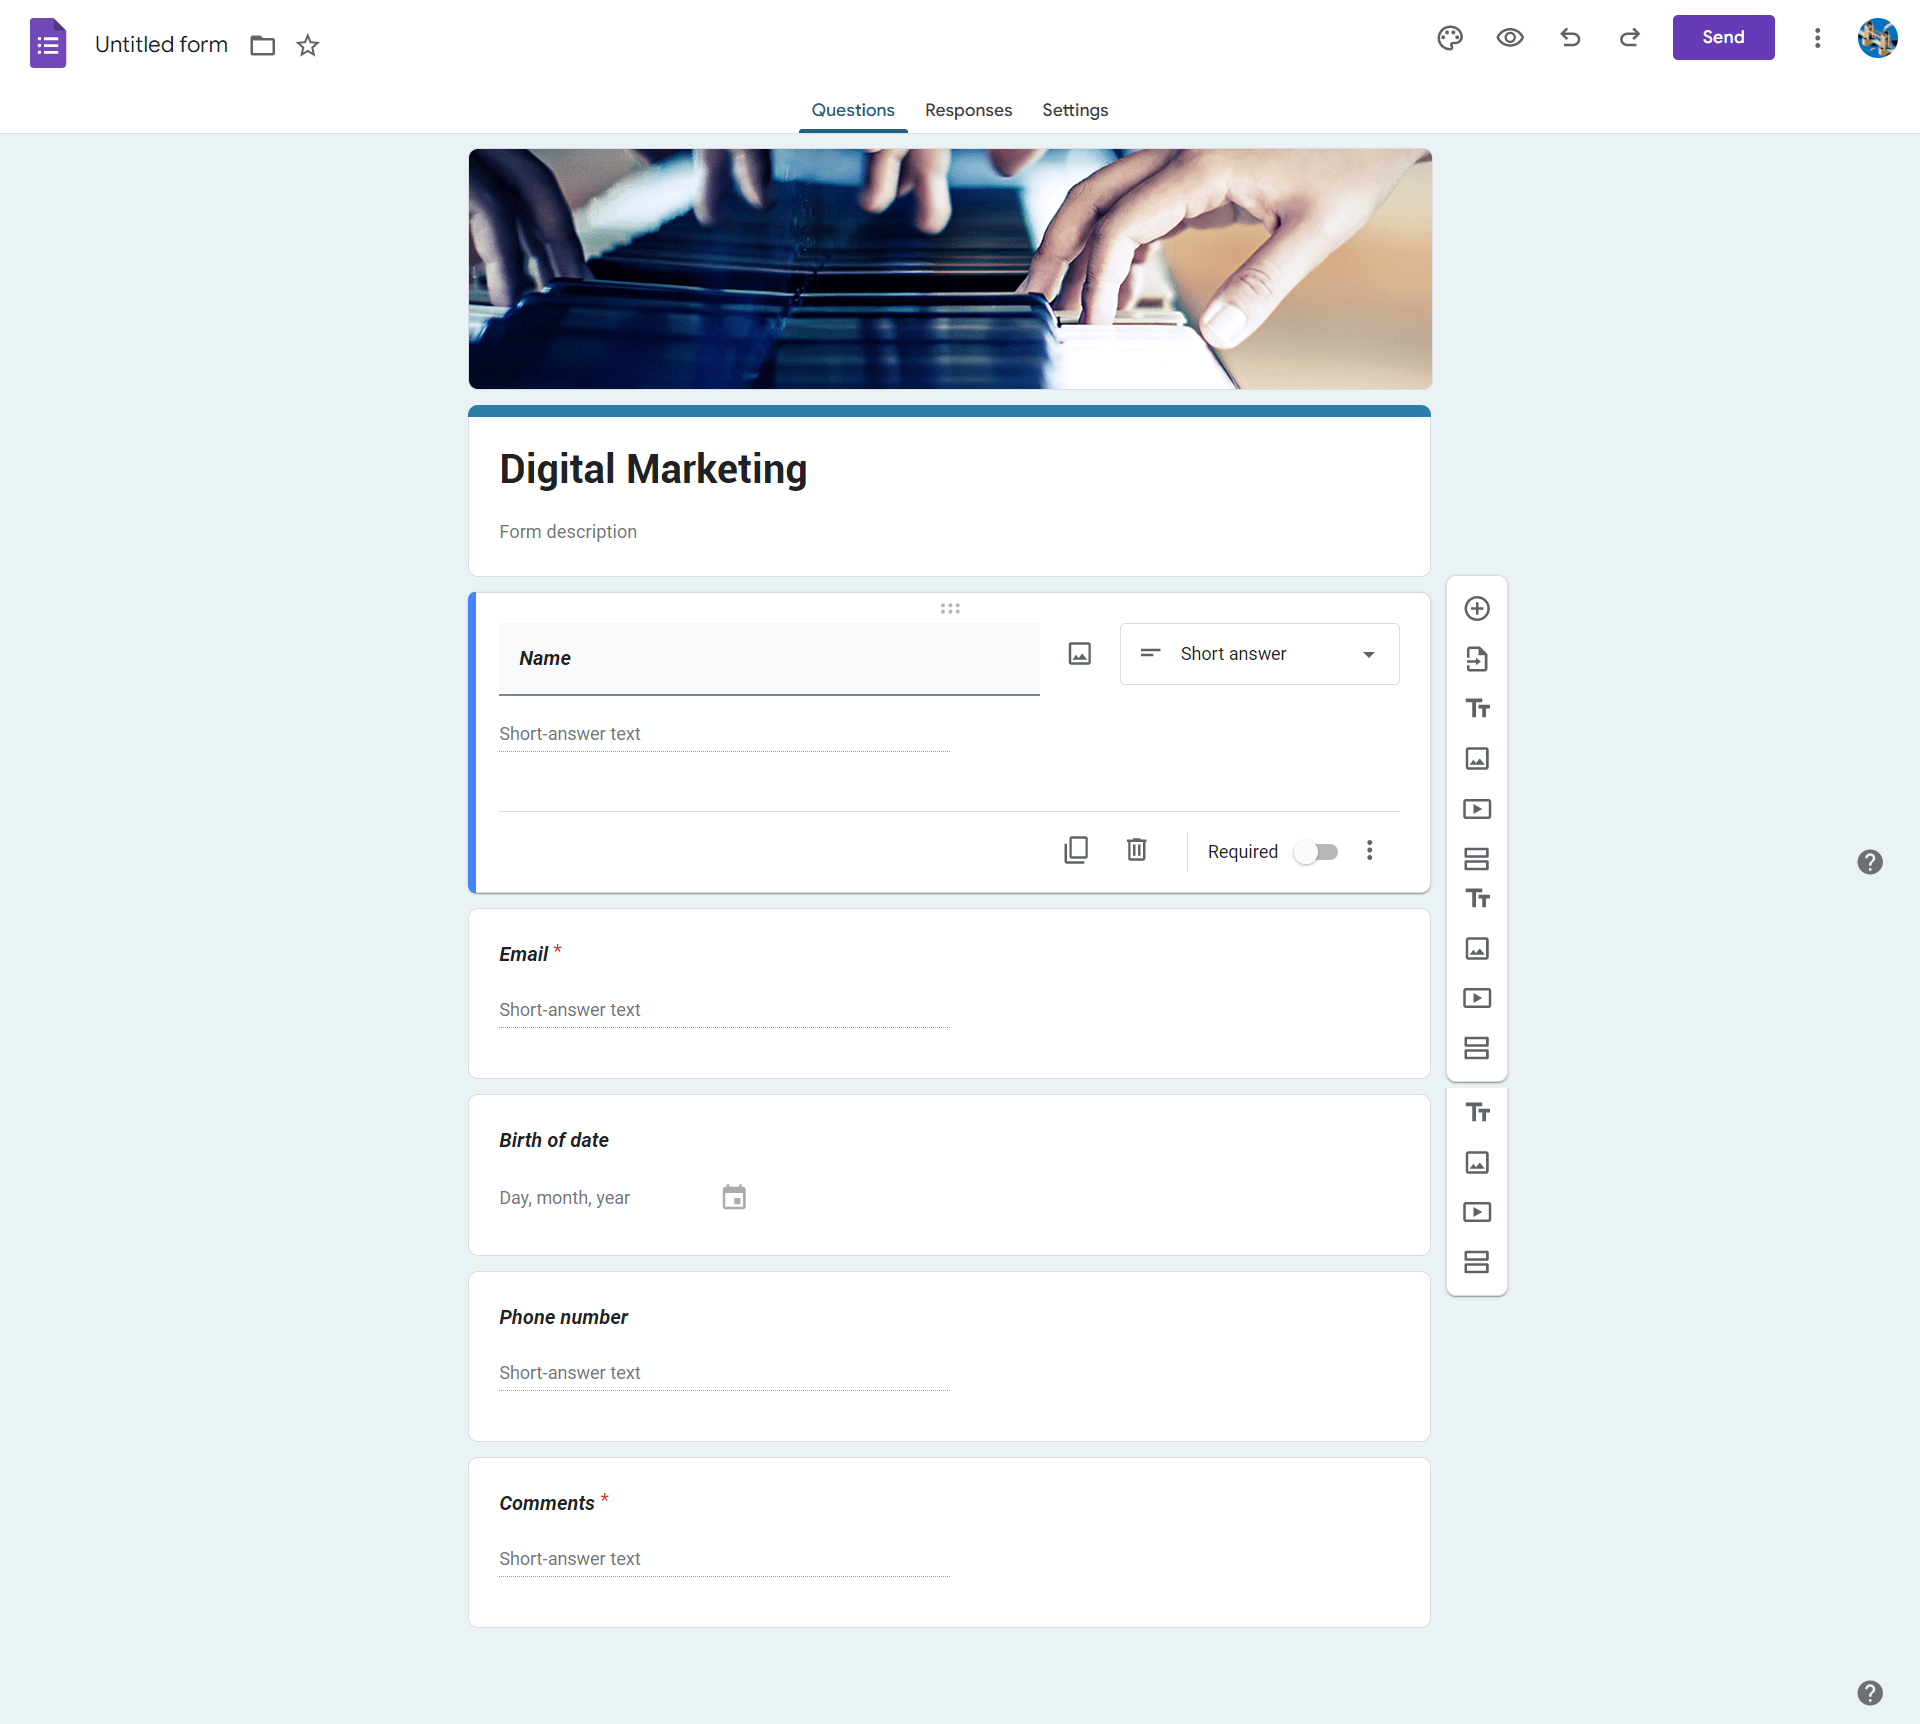 Untitled form
Send
Questions
Responses
Settings
Digital Marketing
Form description
Name
Short answer
Short-answer text
Required
Email *
Short-answer text
Birth of date
Day, month, year
Phone number
Short-answer text
Comments *
Short-answer text